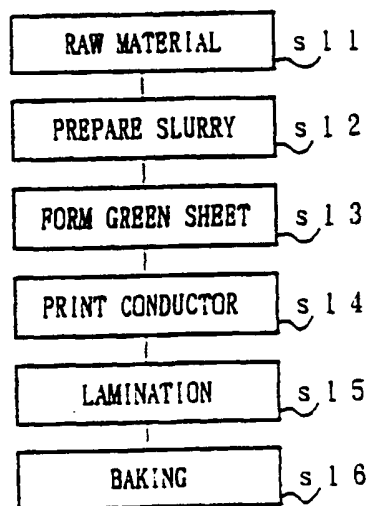 RAW MATERIAL s11
PREPARE SLURRY s12
FORM GREEN SHEET s13
PRINT CONDUCTOR s14
LAMINATION s15
BAKING s16